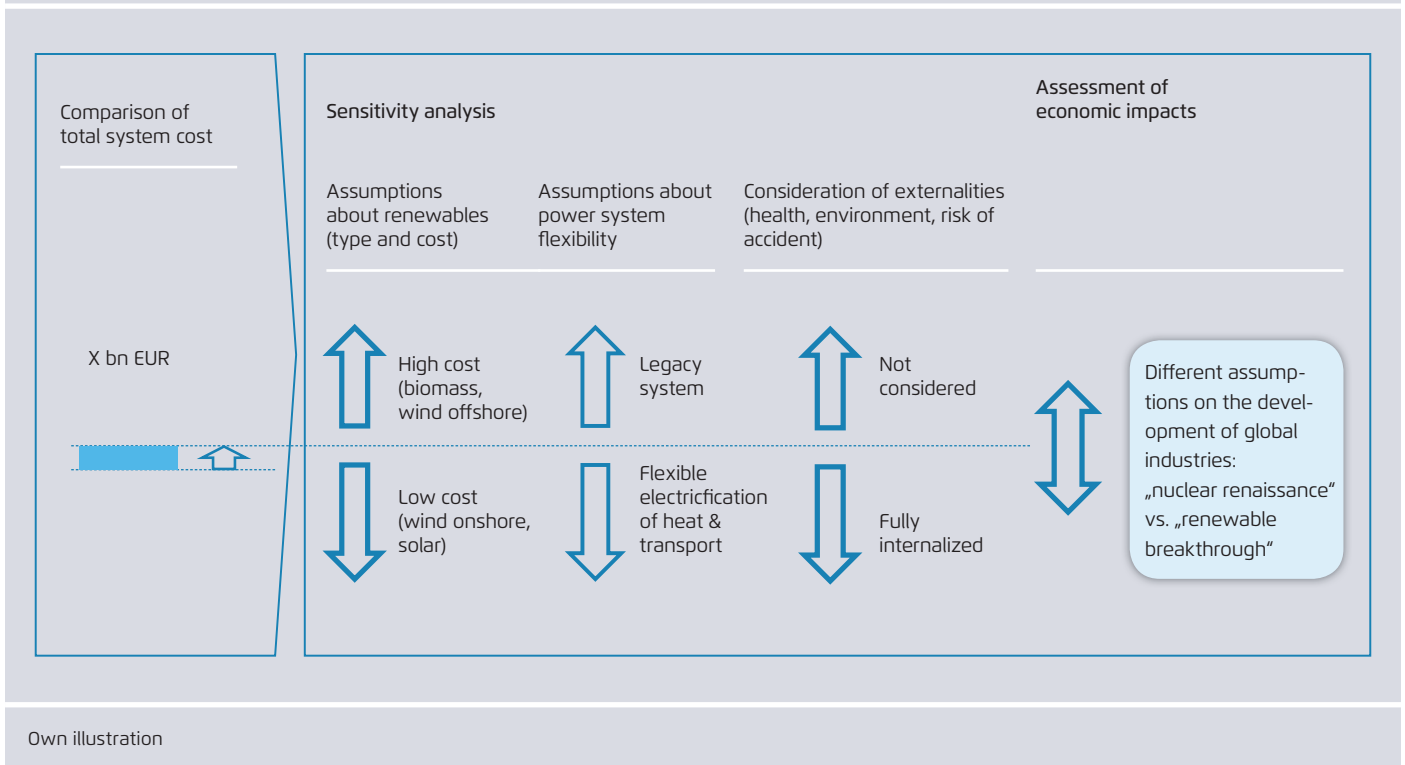 Comparison of
total system cost
X bn EUR
Sensitivity analysis
Assumptions
about renewables
(type and cost)
High cost
(biomass,
wind offshore)
Low cost
(wind onshore,
solar)
Assumptions about
power system
flexibility
Legacy
system
Flexible
electricfication
of heat &
transport
Consideration of externalities
(health, environment, risk of
accident)
Not
considered
Fully
internalized
Assessment of
economic impacts
Different assump-
tions on the devel-
opment of global
industries:
„nuclear renaissance“
vs. „renewable
breakthrough“
Own illustration